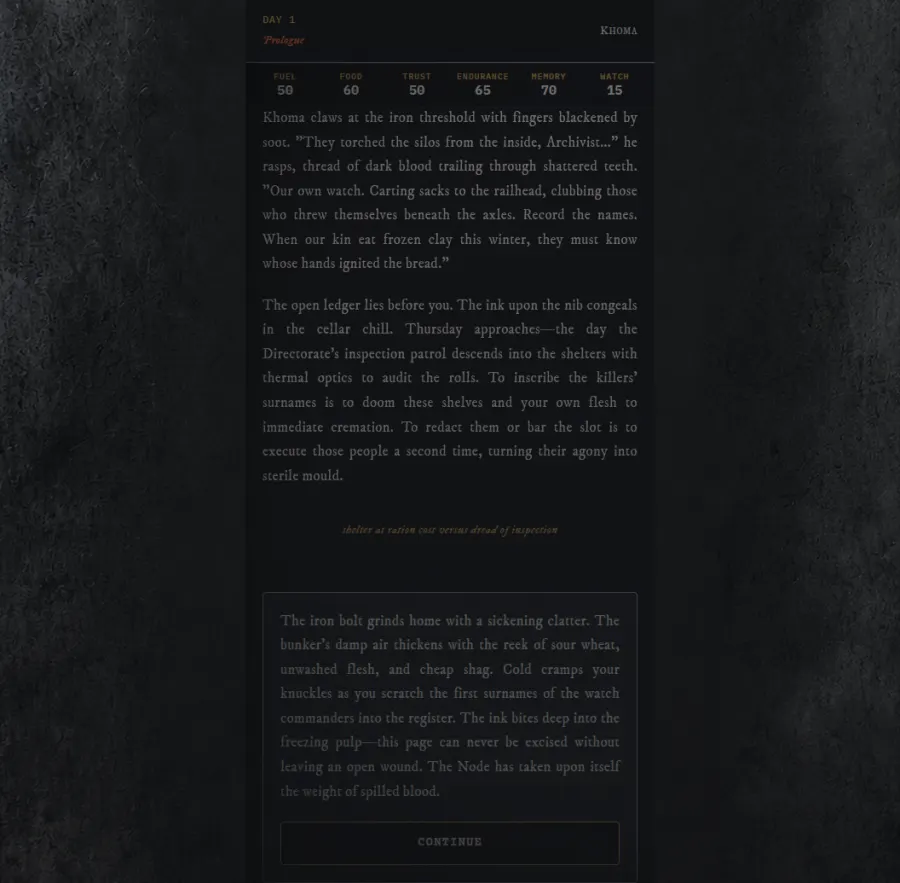 DAY 1
Prologue
Khoma
FUEL FOOD TRUST ENDURANCE MEMORY WATCH
50 60 50 65 70 15
Khoma claws at the iron threshold with fingers blackened by
soot. ”They torched the silos from the inside, Archivist...” he
rasps, thread of dark blood trailing through shattered teeth.
”Our own watch. Carting sacks to the railhead, clubbing those
who threw themselves beneath the axles. Record the names.
When our kin eat frozen clay this winter, they must know
whose hands ignited the bread.”
The open ledger lies before you. The ink upon the nib congeals
in the cellar chill. Thursday approaches—the day the
Directorate’s inspection patrol descends into the shelters with
thermal optics to audit the rolls. To inscribe the killers’
surnames is to doom these shelves and your own flesh to
immediate cremation. To redact them or bar the slot is to
execute those people a second time, turning their agony into
sterile mould.
shelter at ration cost versus dread of inspection
The iron bolt grinds home with a sickening clatter. The
bunker’s damp air thickens with the reek of sour wheat,
unwashed flesh, and cheap shag. Cold cramps your
knuckles as you scratch the first surnames of the watch
commanders into the register. The ink bites deep into the
freezing pulp—this page can never be excised without
leaving an open wound. The Node has taken upon itself
the weight of spilled blood.
CONTINUE